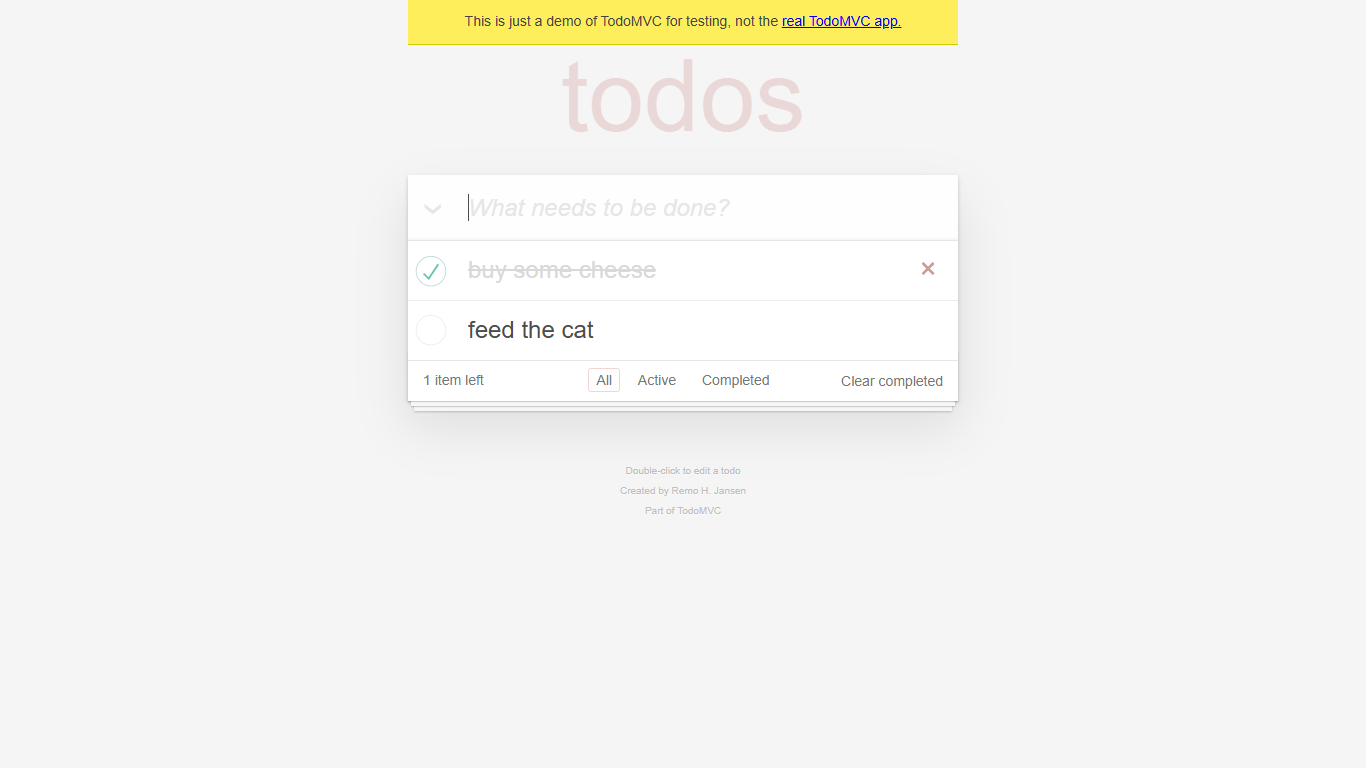 This is just a demo of TodoMVC for testing, not the real TodoMVC app.
todos
What needs to be done?
buy some cheese
feed the cat
1 item left All Active Completed Clear completed
Double-click to edit a todo
Created by Remo H. Jansen
Part of TodoMVC